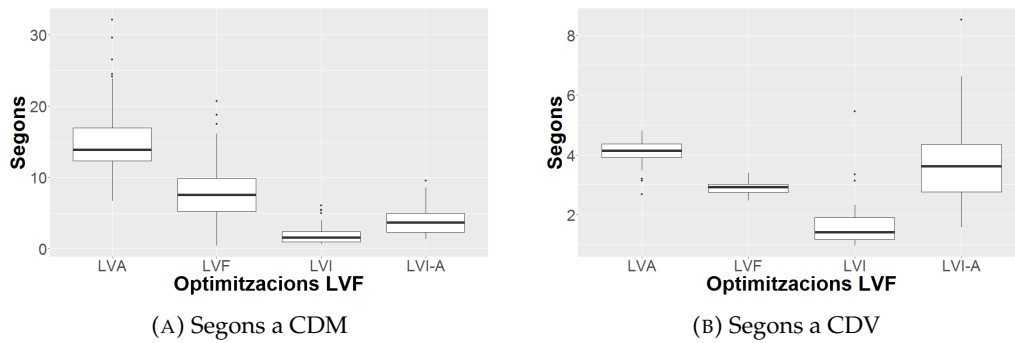 Segons
30
20
10
0
LVA LVF LVI LVI-A
Optimitzacions LVF
(A) Segons a CDM
Segons
8
6
4
2
LVA LVF LVI LVI-A
Optimitzacions LVF
(B) Segons a CDV